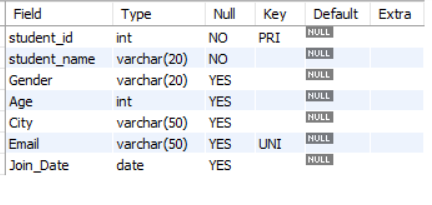 Field Type Null Key Default Extra
student_id int NO PRI NULL
student_name varchar(20) NO NULL
Gender varchar(20) YES NULL
Age int YES NULL
City varchar(50) YES NULL
Email varchar(50) YES UNI NULL
Join_Date date YES NULL